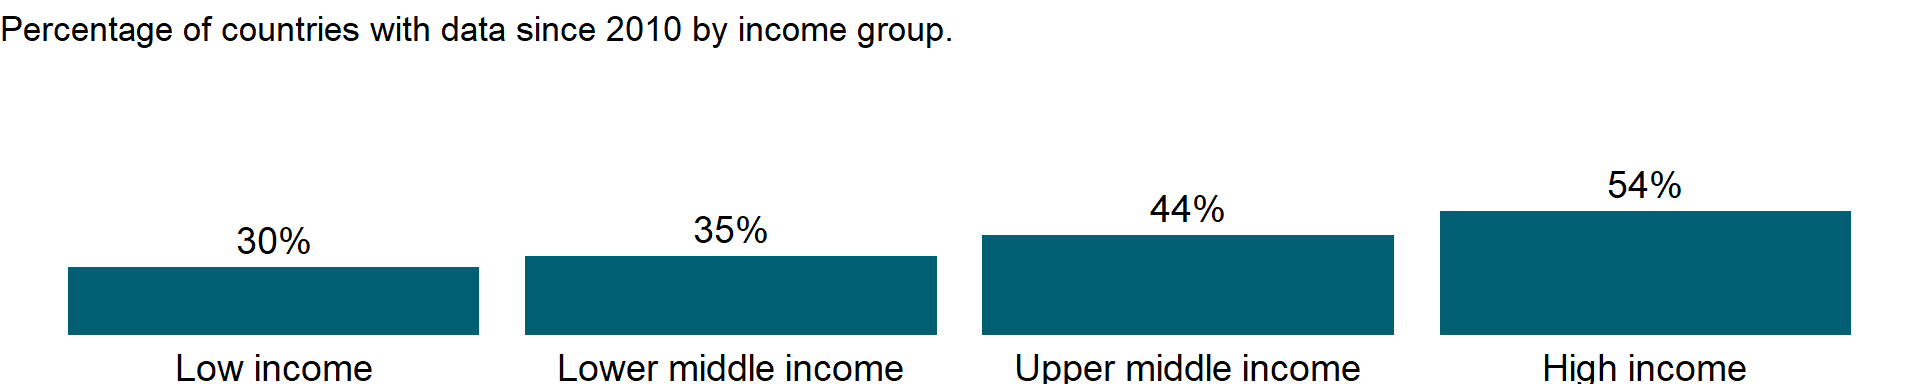 Percentage of countries with data since 2010 by income group.
54%
44%
35%
30%
Low income Lower middle income Upper middle income High income